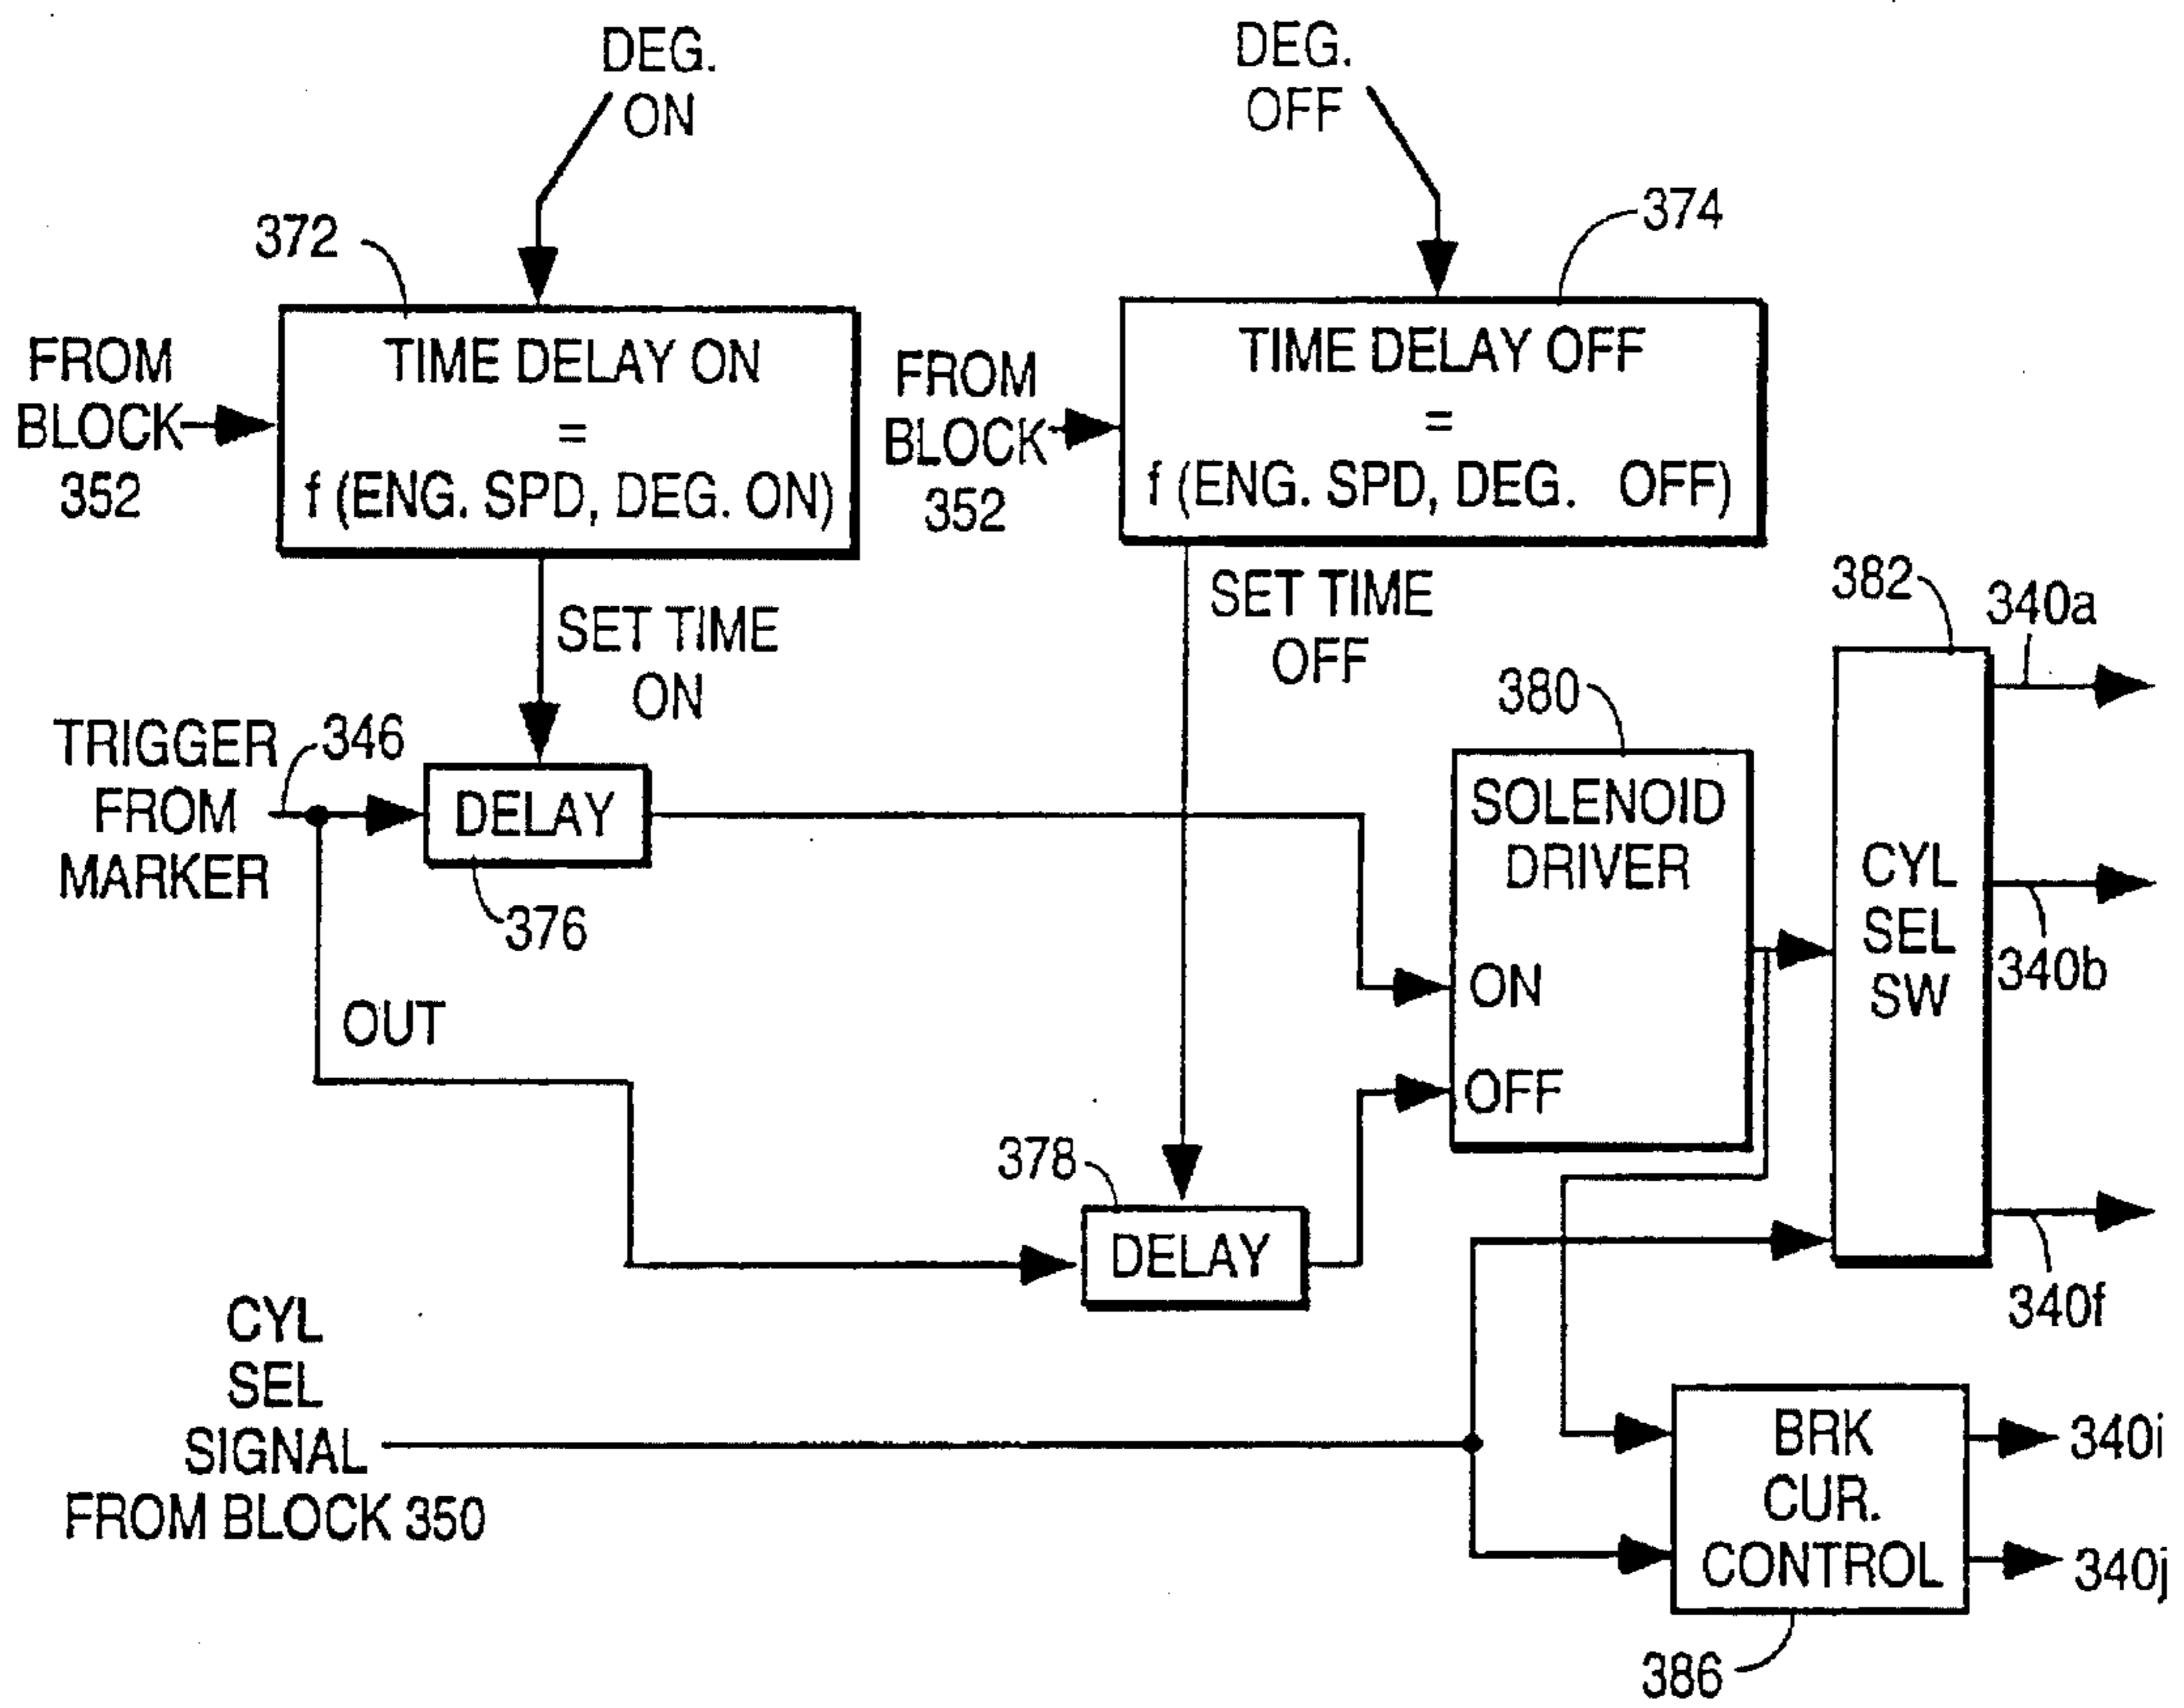 DEG.
ON
DEG.
OFF
372
374
FROM
BLOCK
352
TIME DELAY ON
=
f (ENG. SPD, DEG. ON)
FROM
BLOCK
352
TIME DELAY OFF
=
f (ENG. SPD, DEG. OFF)
SET TIME
ON
SET TIME
OFF
382
340a
380
TRIGGER
FROM
MARKER
346
DELAY
376
SOLENOID
DRIVER
ON
OFF
CYL
SEL
SW
340b
OUT
378
DELAY
340f
CYL
SEL
SIGNAL
FROM BLOCK 350
BRK
CUR.
CONTROL
340i
340j
386